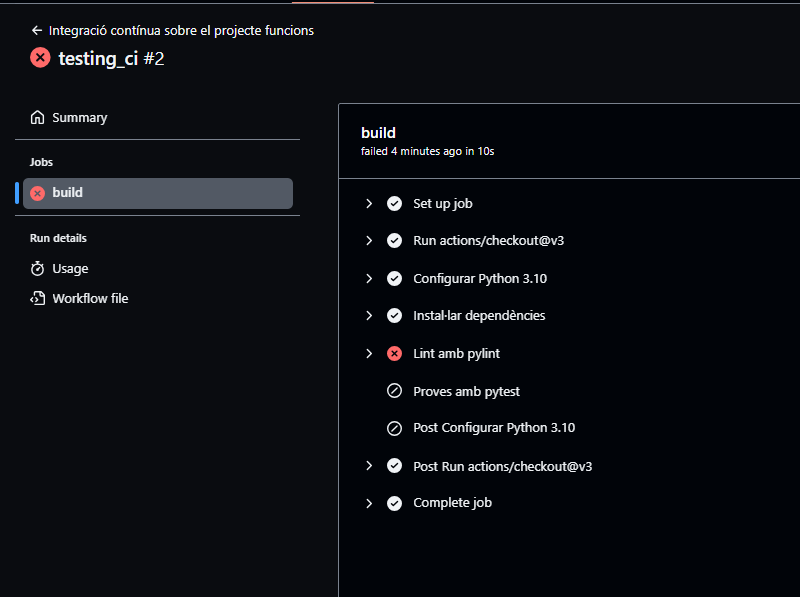 Integració contínua sobre el projecte funcions
testing_ci #2
Summary
Jobs
build
Run details
Usage
Workflow file
build
failed 4 minutes ago in 10s
Set up job
Run actions/checkout@v3
Configurar Python 3.10
Instal·lar dependències
Lint amb pylint
Proves amb pytest
Post Configurar Python 3.10
Post Run actions/checkout@v3
Complete job